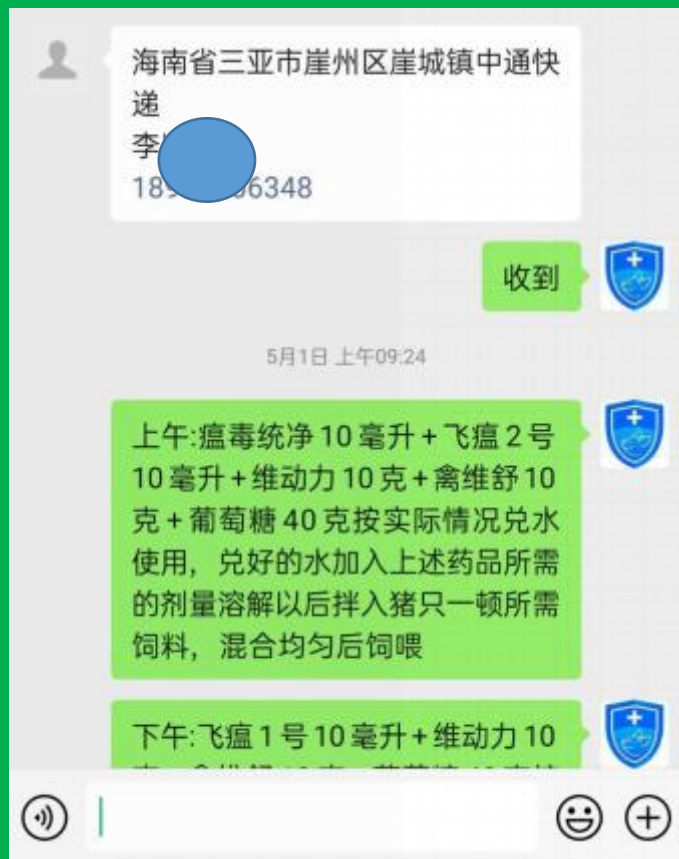 海南省三亚市崖州区崖城镇中通快
递
李
18
6348
收到
5月1日 上午09:24
上午:瘟毒统净10毫升+飞瘟2号
10毫升+维动力10克+禽维舒10
克+葡萄糖40克按实际情况兑水
使用，兑好的水加入上述药品所需
的剂量溶解以后拌入猪只一顿所需
饲料，混合均匀后饲喂
下午:飞瘟1号10毫升+维动力10